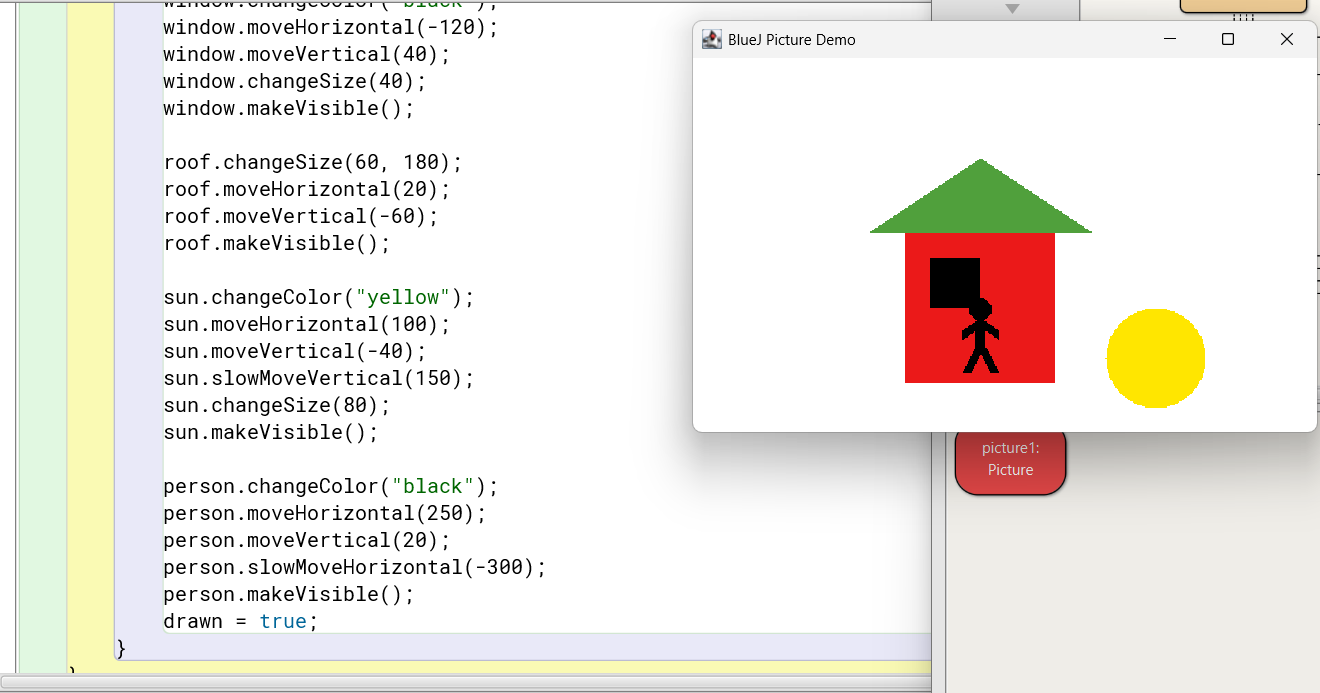 window.changeColor("black");
window.moveHorizontal(-120);
window.moveVertical(40);
window.changeSize(40);
window.makeVisible();
roof.changeSize(60, 180);
roof.moveHorizontal(20);
roof.moveVertical(-60);
roof.makeVisible();
sun.changeColor("yellow");
sun.moveHorizontal(100);
sun.moveVertical(-40);
sun.slowMoveVertical(150);
sun.changeSize(80);
sun.makeVisible();
person.changeColor("black");
person.moveHorizontal(250);
person.moveVertical(20);
person.slowMoveHorizontal(-300);
person.makeVisible();
drawn = true;
}
}
BlueJ Picture Demo
picture1:
Picture